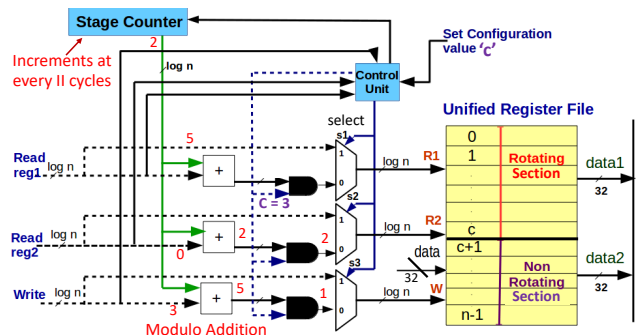 Stage Counter
2
Increments at
every II cycles
log n
Set Configuration
value 'c'
Control
Unit
select
Unified Register File
s1
5
1
0
Read
reg1
log n
+
0
log n
R1
0
1
Rotating
Section
data1
32
C = 3
s2
Read
reg2
log n
0
+
2
2
1
0
log n
R2
c
c+1
data
32
data2
32
s3
Write
log n
3
+
5
1
1
0
log n
W
Non
Rotating
Section
n-1
Modulo Addition